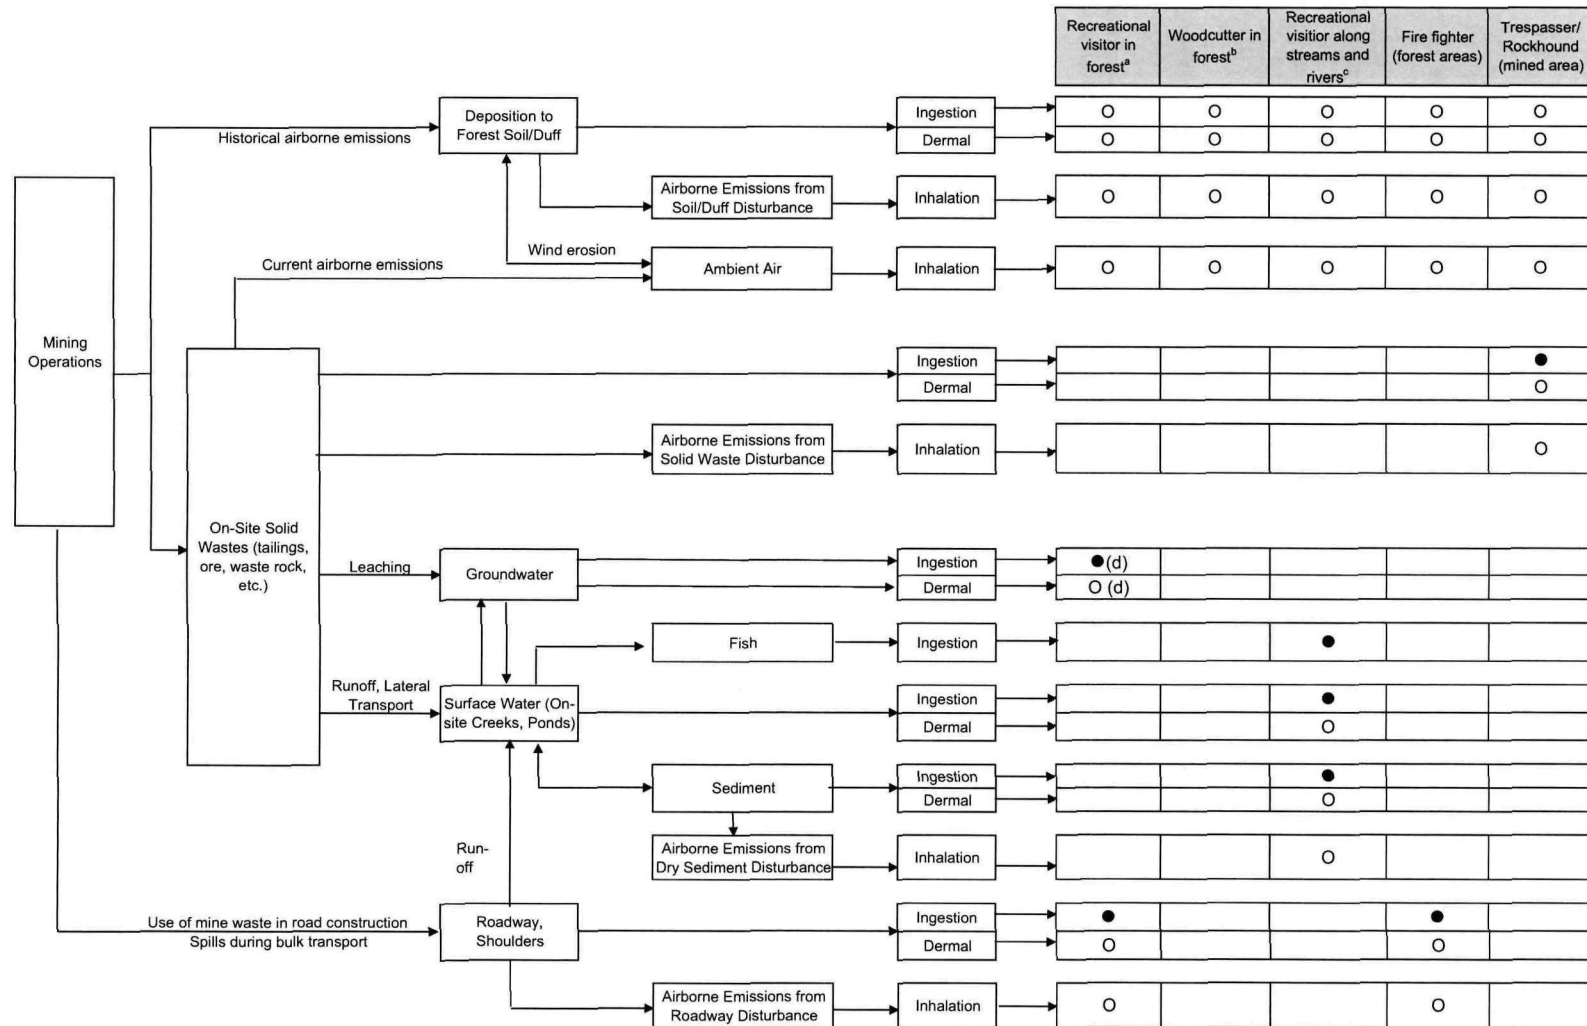 Recreational
visitor in
forestᵃ
Woodcutter in
forestᵇ
Recreational
visitior along
streams and
riversᶜ
Fire fighter
(forest areas)
Trespasser/
Rockhound
(mined area)
Historical airborne emissions
Deposition to
Forest Soil/Duff
Ingestion
O O O O O
Dermal
O O O O O
Airborne Emissions from
Soil/Duff Disturbance
Inhalation
O O O O O
Wind erosion
Current airborne emissions
Ambient Air
Inhalation
O O O O O
Mining
Operations
Ingestion
●
Dermal
O
Airborne Emissions from
Solid Waste Disturbance
Inhalation
O
On-Site Solid
Wastes (tailings,
ore, waste rock,
etc.)
Leaching
Groundwater
Ingestion
●(d)
Dermal
O (d)
Fish
Ingestion
●
Runoff, Lateral
Transport
Surface Water (On-
site Creeks, Ponds)
Ingestion
●
Dermal
O
Sediment
Ingestion
●
Dermal
O
Run-
off
Airborne Emissions from
Dry Sediment Disturbance
Inhalation
O
Use of mine waste in road construction
Spills during bulk transport
Roadway,
Shoulders
Ingestion
● ●
Dermal
O O
Airborne Emissions from
Roadway Disturbance
Inhalation
O O